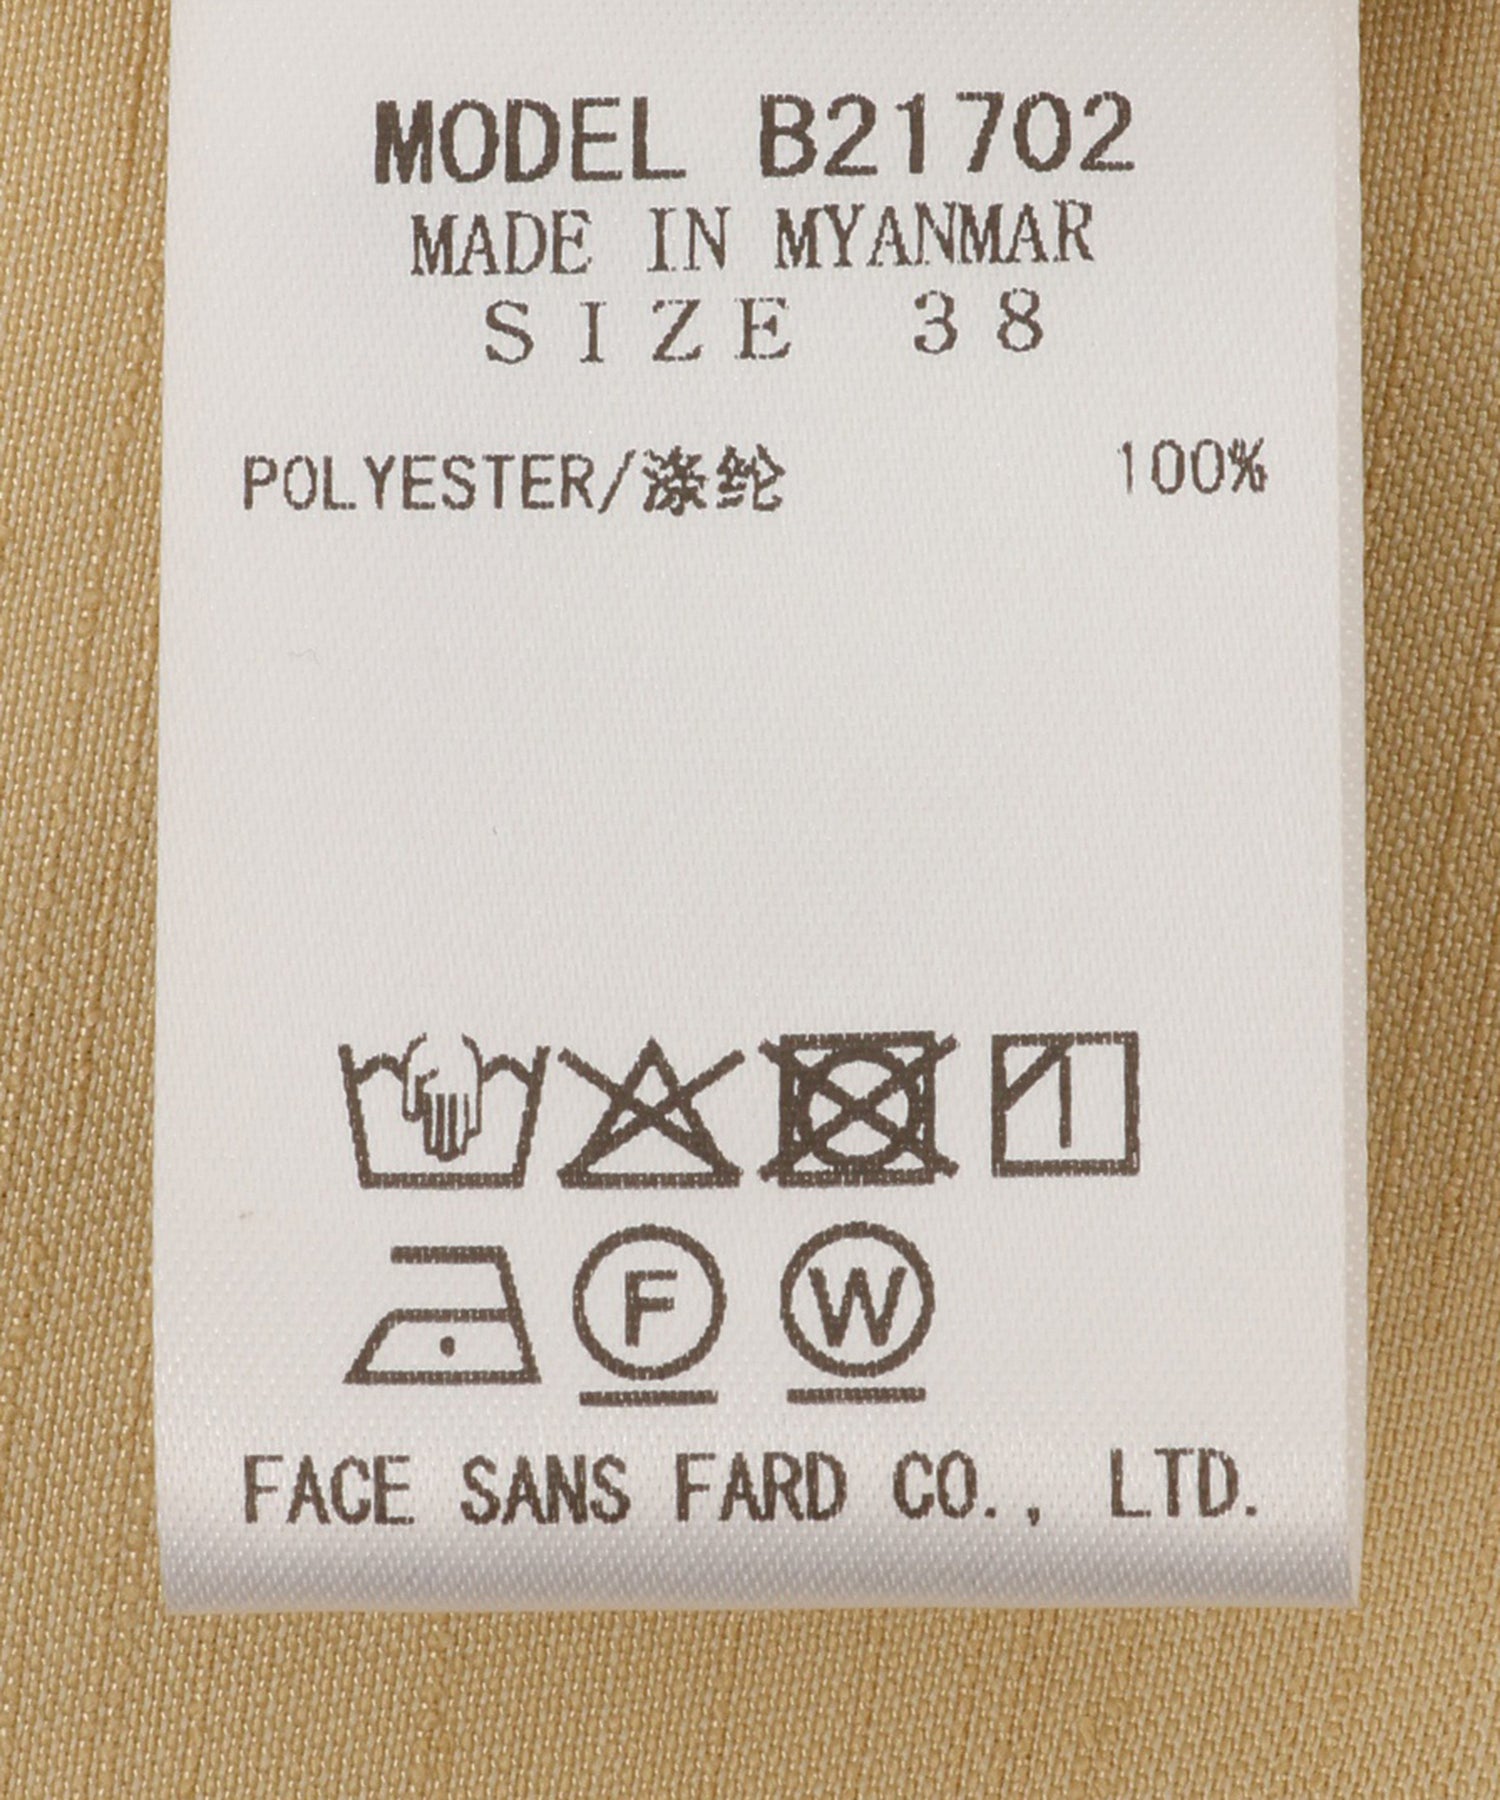 MODEL B21702
MADE IN MYANMAR
SIZE 38
POLYESTER/涤纶 100%
F W
FACE SANS FARD CO., LTD.